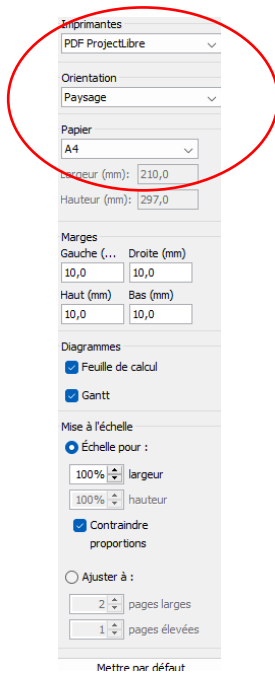 Imprimantes
PDF ProjectLibre
Orientation
Paysage
Papier
A4
Largeur (mm): 210,0
Hauteur (mm): 297,0
Marges
Gauche (... Droite (mm)
10,0 10,0
Haut (mm) Bas (mm)
10,0 10,0
Diagrammes
Feuille de calcul
Gantt
Mise à l'échelle
Échelle pour :
100% largeur
100% hauteur
Contraindre
proportions
Ajuster à :
2 pages larges
1 pages élevées
Mettre par défaut